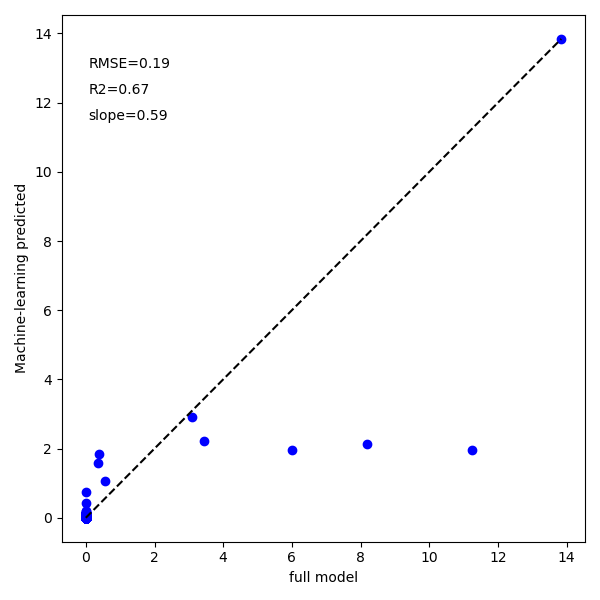 RMSE=0.19
R2=0.67
slope=0.59
14
12
10
8
6
4
2
0
Machine-learning predicted
0 2 4 6 8 10 12 14
full model